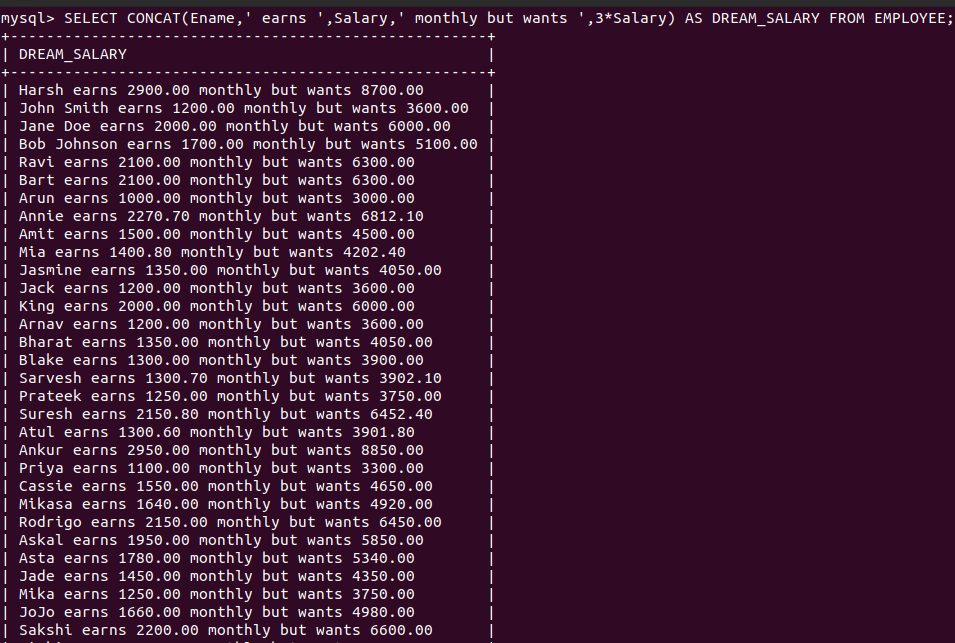 mysql> SELECT CONCAT(Ename,' earns ',Salary,' monthly but wants ',3*Salary) AS DREAM_SALARY FROM EMPLOYEE;
+-----------------------------------------------------+
| DREAM_SALARY                                        |
+-----------------------------------------------------+
| Harsh earns 2900.00 monthly but wants 8700.00       |
| John Smith earns 1200.00 monthly but wants 3600.00  |
| Jane Doe earns 2000.00 monthly but wants 6000.00    |
| Bob Johnson earns 1700.00 monthly but wants 5100.00 |
| Ravi earns 2100.00 monthly but wants 6300.00        |
| Bart earns 2100.00 monthly but wants 6300.00        |
| Arun earns 1000.00 monthly but wants 3000.00        |
| Annie earns 2270.70 monthly but wants 6812.10       |
| Amit earns 1500.00 monthly but wants 4500.00        |
| Mia earns 1400.80 monthly but wants 4202.40         |
| Jasmine earns 1350.00 monthly but wants 4050.00     |
| Jack earns 1200.00 monthly but wants 3600.00        |
| King earns 2000.00 monthly but wants 6000.00        |
| Arnav earns 1200.00 monthly but wants 3600.00       |
| Bharat earns 1350.00 monthly but wants 4050.00      |
| Blake earns 1300.00 monthly but wants 3900.00       |
| Sarvesh earns 1300.70 monthly but wants 3902.10     |
| Prateek earns 1250.00 monthly but wants 3750.00     |
| Suresh earns 2150.80 monthly but wants 6452.40      |
| Atul earns 1300.60 monthly but wants 3901.80        |
| Ankur earns 2950.00 monthly but wants 8850.00       |
| Priya earns 1100.00 monthly but wants 3300.00       |
| Cassie earns 1550.00 monthly but wants 4650.00      |
| Mikasa earns 1640.00 monthly but wants 4920.00      |
| Rodrigo earns 2150.00 monthly but wants 6450.00     |
| Askal earns 1950.00 monthly but wants 5850.00       |
| Asta earns 1780.00 monthly but wants 5340.00        |
| Jade earns 1450.00 monthly but wants 4350.00        |
| Mika earns 1250.00 monthly but wants 3750.00        |
| JoJo earns 1660.00 monthly but wants 4980.00        |
| Sakshi earns 2200.00 monthly but wants 6600.00      |